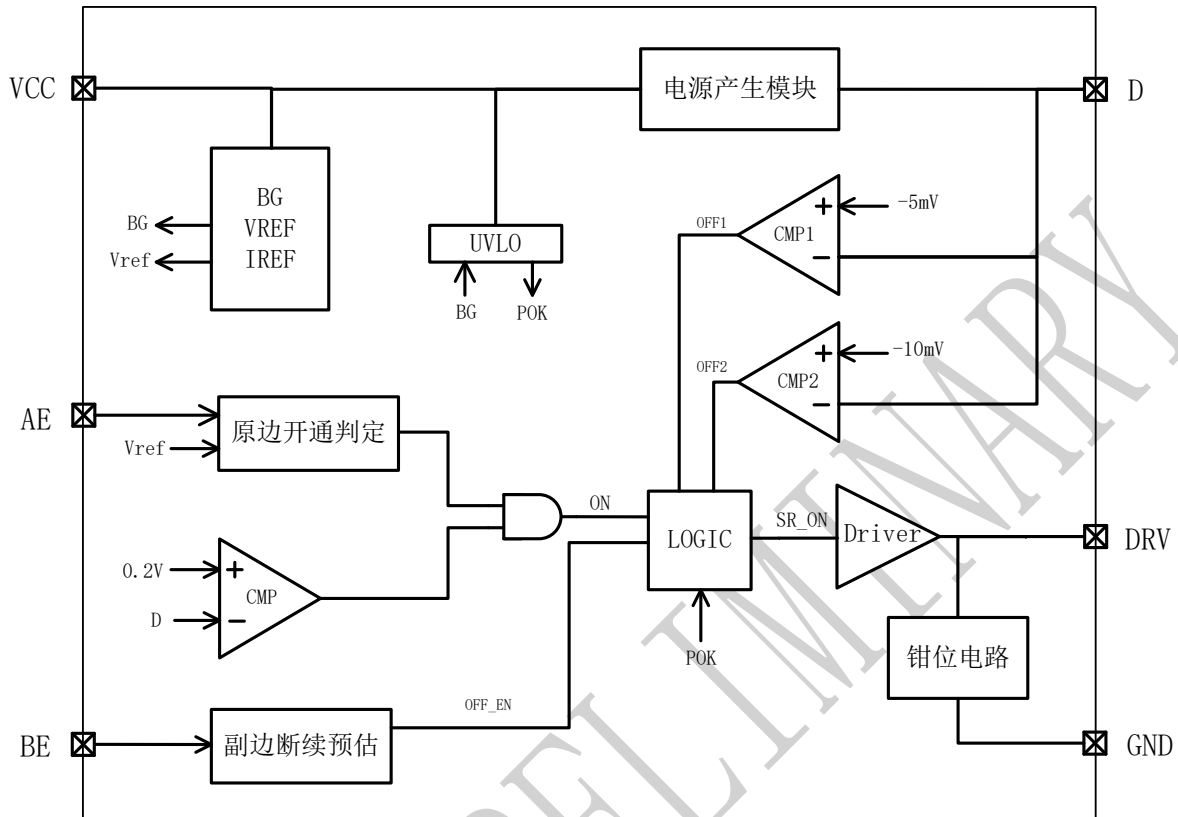 VCC
电源产生模块
D
BG
VREF
IREF
BG
Vref
UVLO
BG
POK
OFF1
+
CMP1
-
-5mV
OFF2
+
CMP2
-
-10mV
AE
Vref
原边开通判定
ON
LOGIC
SR_ON
Driver
DRV
0.2V
+
CMP
D
-
POK
钳位电路
OFF_EN
BE
副边断续预估
GND
PRELIMINARY